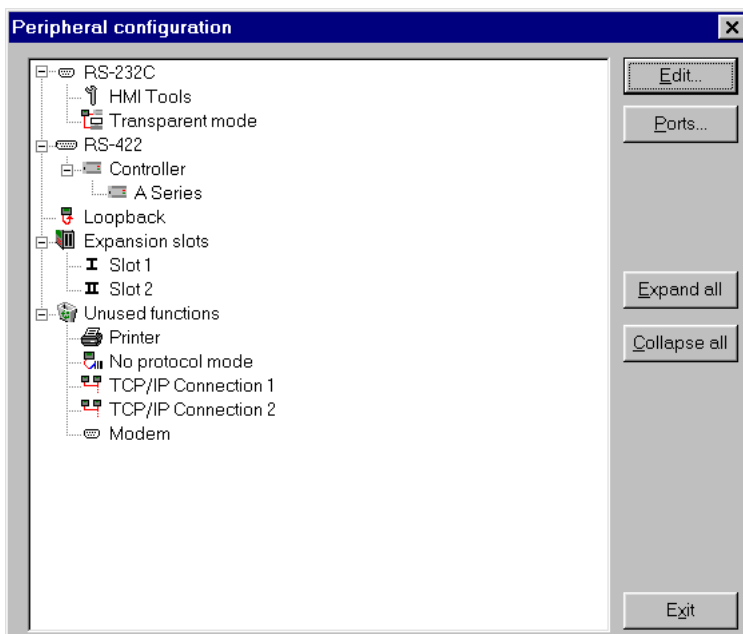 Peripheral configuration
RS-232C
HMI Tools
Transparent mode
RS-422
Controller
A Series
Loopback
Expansion slots
Slot 1
Slot 2
Unused functions
Printer
No protocol mode
TCP/IP Connection 1
TCP/IP Connection 2
Modem
Edit...
Ports...
Expand all
Collapse all
Exit